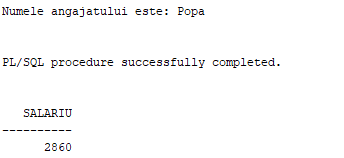 Numele angajatului este: Popa
PL/SQL procedure successfully completed.
SALARIU
----------
2860